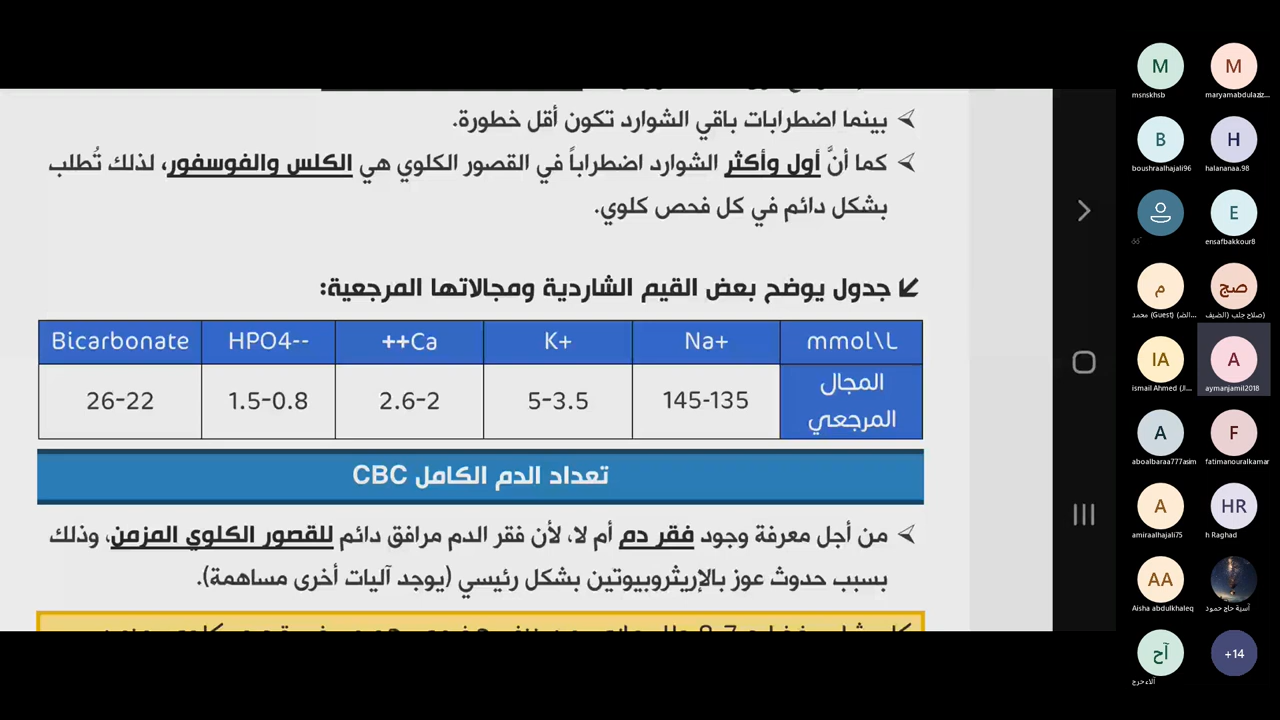 بينما اضطرابات باقي الشوارد تكون أقل خطورة.
كما أنَّ أول وأكثر الشوارد اضطراباً في القصور الكلوي هي الكلس والفوسفور، لذلك تُطلب
بشكل دائم في كل فحص كلوي.
جدول يوضح بعض القيم الشاردية ومجالاتها المرجعية:
mmol\L Na+ K+ ++Ca HPO4-- Bicarbonate
المجال المرجعي 145-135 5-3.5 2.6-2 1.5-0.8 26-22
تعداد الدم الكامل CBC
من أجل معرفة وجود فقر دم أم لا، لأن فقر الدم مرافق دائم للقصور الكلوي المزمن، وذلك
بسبب حدوث عوز بالإريثروبيوتين بشكل رئيسي (يوجد آليات أخرى مساهمة).
M
msnskhsb
M
maryamabdulaziz...
B
boushraalhajali96
H
halananaa.98
E
ensafbakkour8
م
محمد (Guest)
صج
صلاح جلب (الضيف)
IA
ismail Ahmed
A
aymanjamil2018
A
aboalbaraa777asim
F
fatimanouralkamar
A
amiraalhajali75
HR
h Raghad
AA
Aisha abdulkhaleq
آسية حاج حمود
آح
آلاء حرج
+14